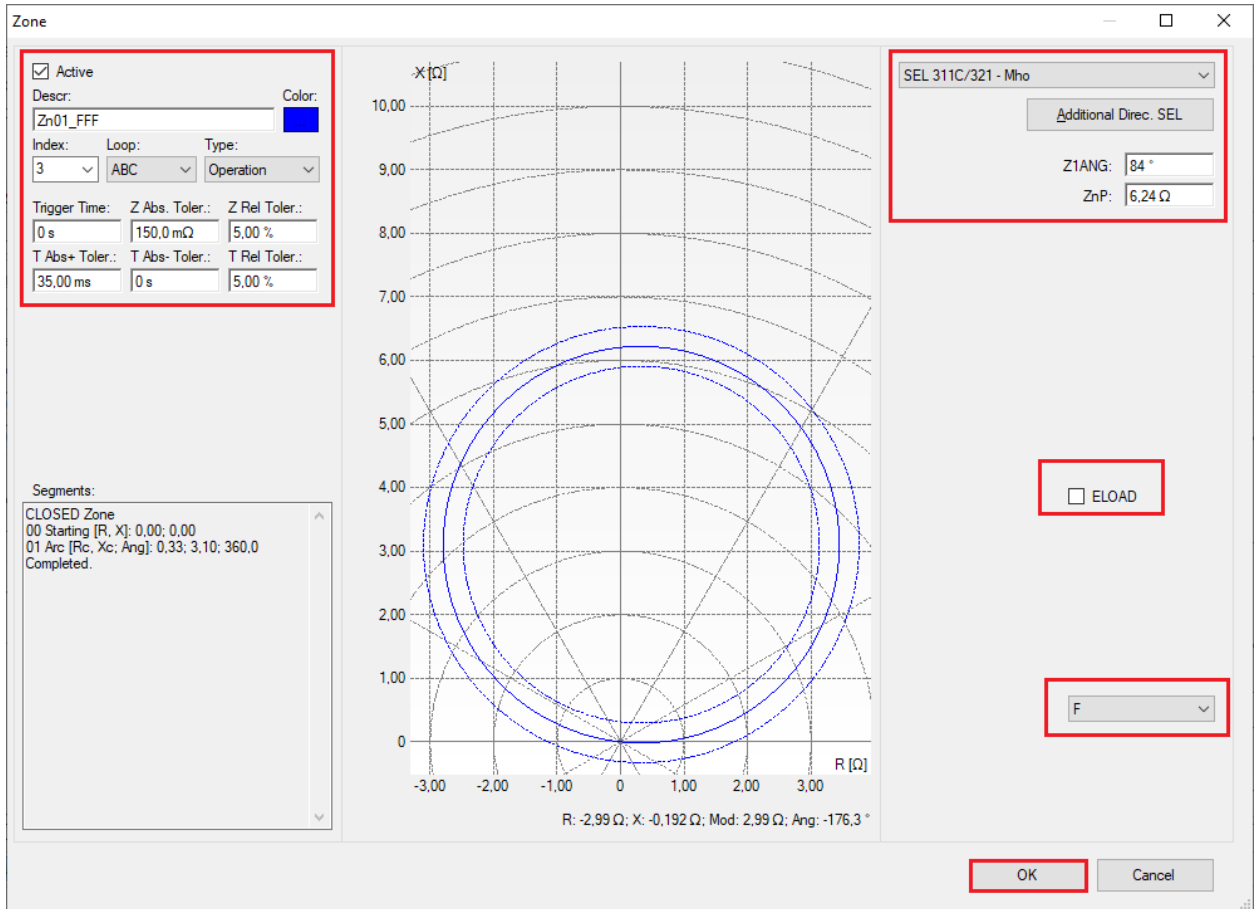 Zone
Active
Descr: Color:
Zn01_FFF
Index: Loop: Type:
3 ABC Operation
Trigger Time: Z Abs. Toler.: Z Rel Toler.:
0 s 150,0 mΩ 5,00 %
T Abs+ Toler.: T Abs- Toler.: T Rel Toler.:
35,00 ms 0 s 5,00 %
Segments:
CLOSED Zone
00 Starting [R, X]: 0,00; 0,00
01 Arc [Rc, Xc; Ang]: 0,33; 3,10; 360,0
Completed.
X [Ω]
10,00
9,00
8,00
7,00
6,00
5,00
4,00
3,00
2,00
1,00
0
R [Ω]
-3,00 -2,00 -1,00 0 1,00 2,00 3,00
R: -2,99 Ω; X: -0,192 Ω; Mod: 2,99 Ω; Ang: -176,3 °
SEL 311C/321 - Mho
Additional Direc. SEL
Z1ANG: 84 °
ZnP: 6,24 Ω
ELOAD
F
OK Cancel